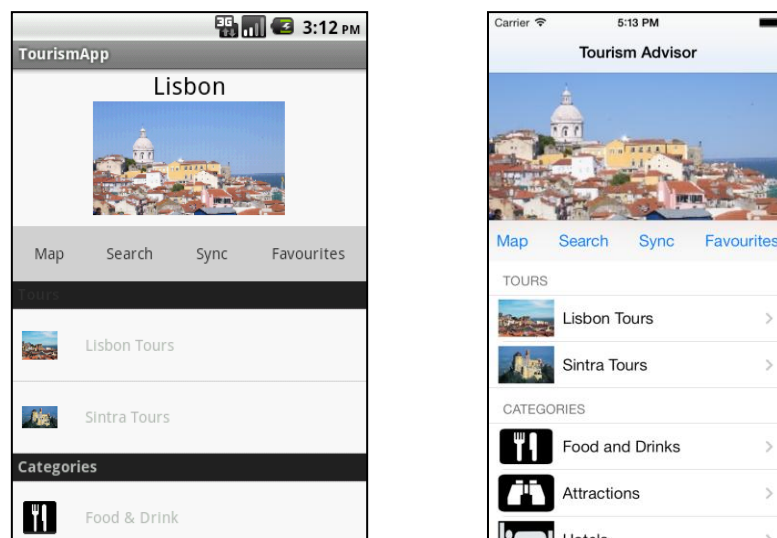 3G 3:12 PM
TourismApp
Lisbon
Map Search Sync Favourites
Tours
Lisbon Tours
Sintra Tours
Categories
Food & Drink
Carrier 5:13 PM
Tourism Advisor
Map Search Sync Favourites
TOURS
Lisbon Tours
Sintra Tours
CATEGORIES
Food and Drinks
Attractions
Hotels